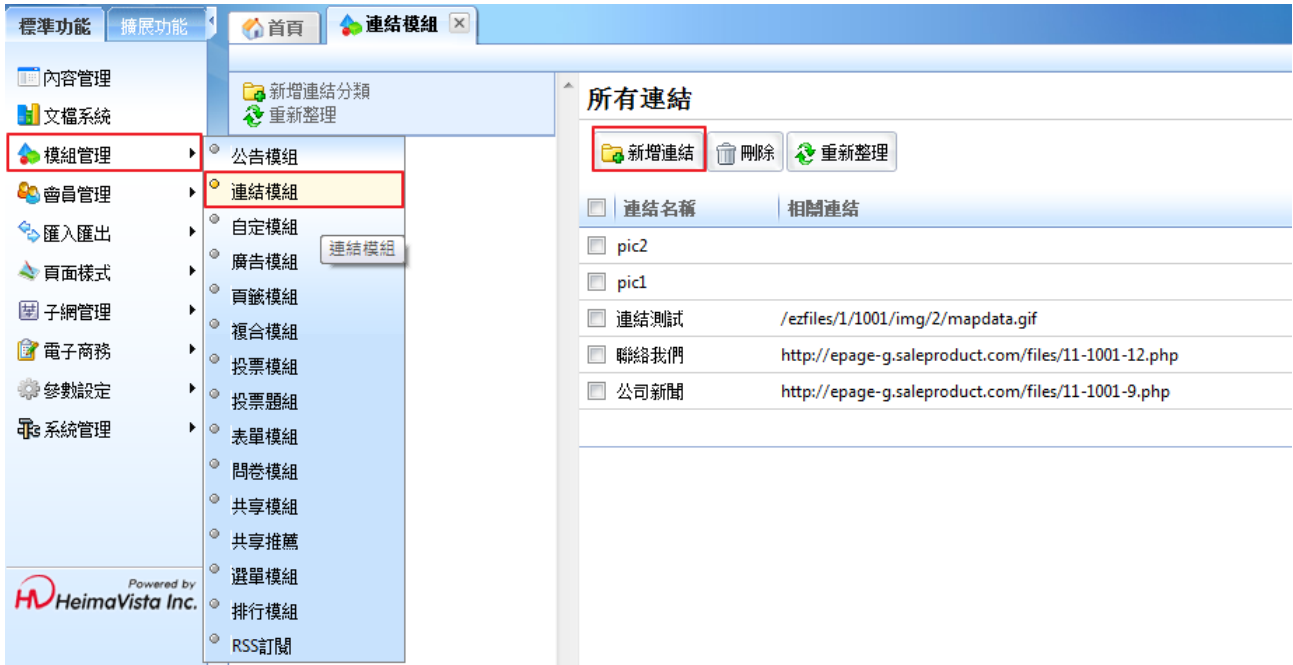 標準功能 擴展功能
首頁 連結模組
內容管理
文檔系統
模組管理
會員管理
匯入匯出
頁面樣式
子網管理
電子商務
參數設定
系統管理
Powered by
HeimaVista Inc.
新增連結分類
重新整理
公告模組
連結模組
自定模組
連結模組
廣告模組
頁籤模組
複合模組
投票模組
投票題組
表單模組
問卷模組
共享模組
共享推薦
選單模組
排行模組
RSS訂閱
所有連結
新增連結 刪除 重新整理
連結名稱 相關連結
pic2
pic1
連結測試 /ezfiles/1/1001/img/2/mapdata.gif
聯絡我們 http://epage-g.saleproduct.com/files/11-1001-12.php
公司新聞 http://epage-g.saleproduct.com/files/11-1001-9.php